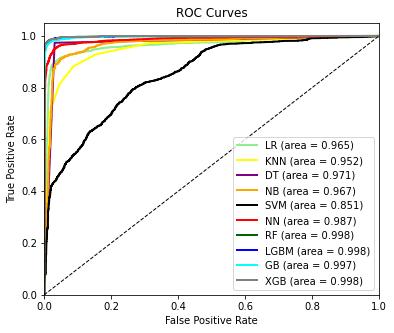 ROC Curves
True Positive Rate
1.0
0.8
0.6
0.4
0.2
0.0
LR (area = 0.965)
KNN (area = 0.952)
DT (area = 0.971)
NB (area = 0.967)
SVM (area = 0.851)
NN (area = 0.987)
RF (area = 0.998)
LGBM (area = 0.998)
GB (area = 0.997)
XGB (area = 0.998)
0.0 0.2 0.4 0.6 0.8 1.0
False Positive Rate